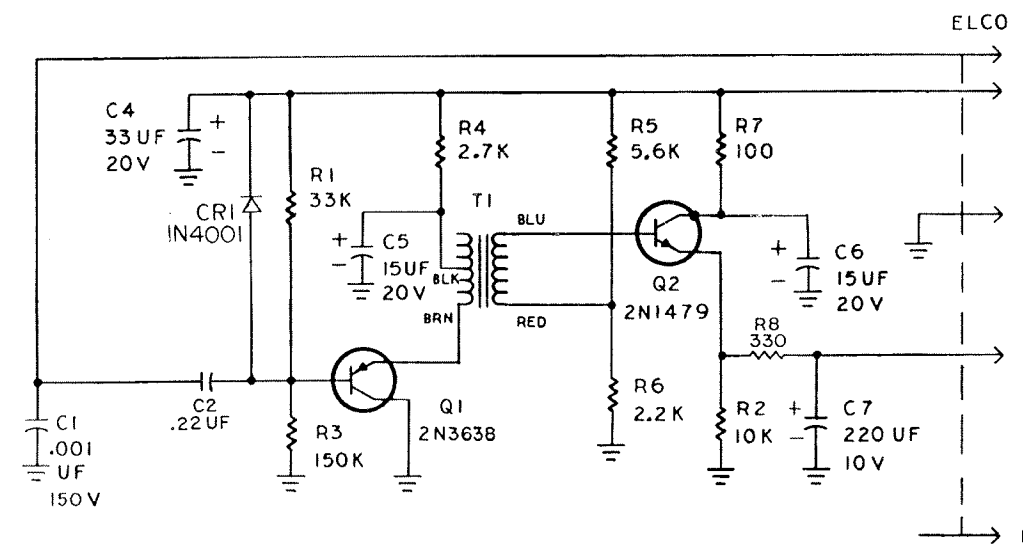 ELCO
C4
33 UF
20V
+
-
R1
33K
CR1
1N4001
R4
2.7K
T1
R5
5.6K
R7
100
BLU
+
-
C5
15UF
20V
BLK
BRN
RED
Q2
2N1479
+
-
C6
15UF
20V
R8
330
C2
.22UF
Q1
2N3638
R6
2.2K
R2
10K
+
-
C7
220 UF
10V
C1
.001
UF
150V
R3
150K